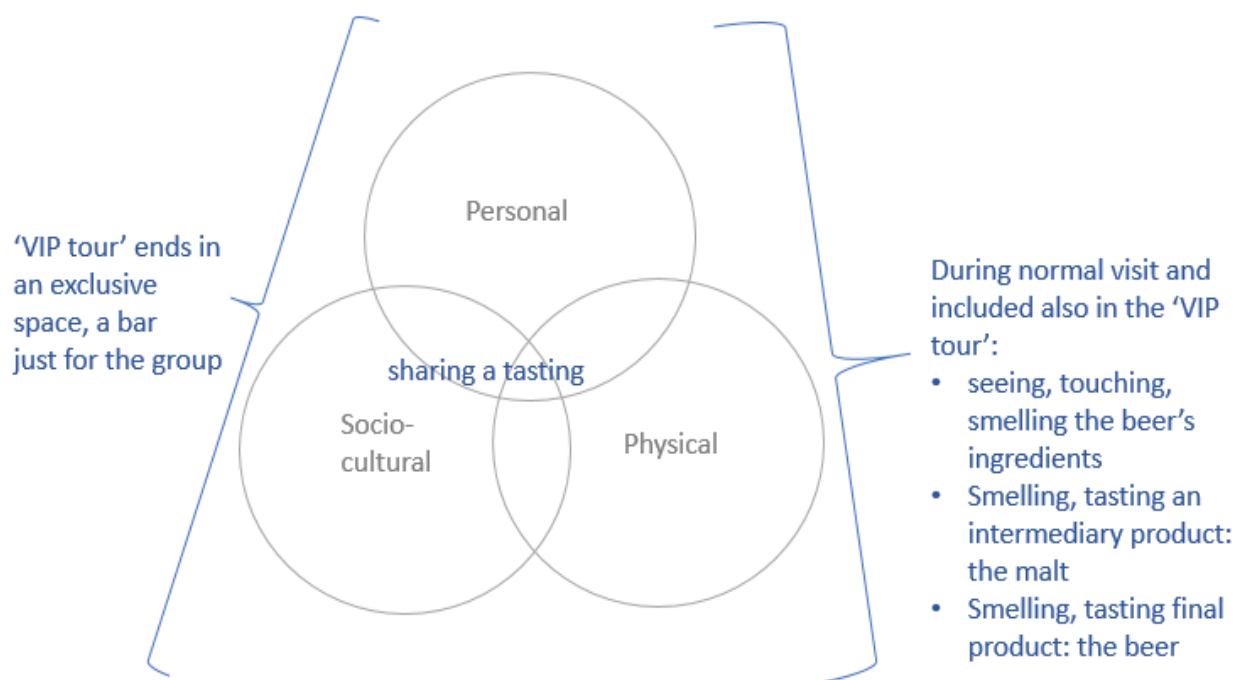 Personal
‘VIP tour’ ends in
an exclusive
space, a bar
just for the group
sharing a tasting
Socio-
cultural
Physical
During normal visit and
included also in the ‘VIP
tour’:
• seeing, touching,
smelling the beer’s
ingredients
• Smelling, tasting an
intermediary product:
the malt
• Smelling, tasting final
product: the beer